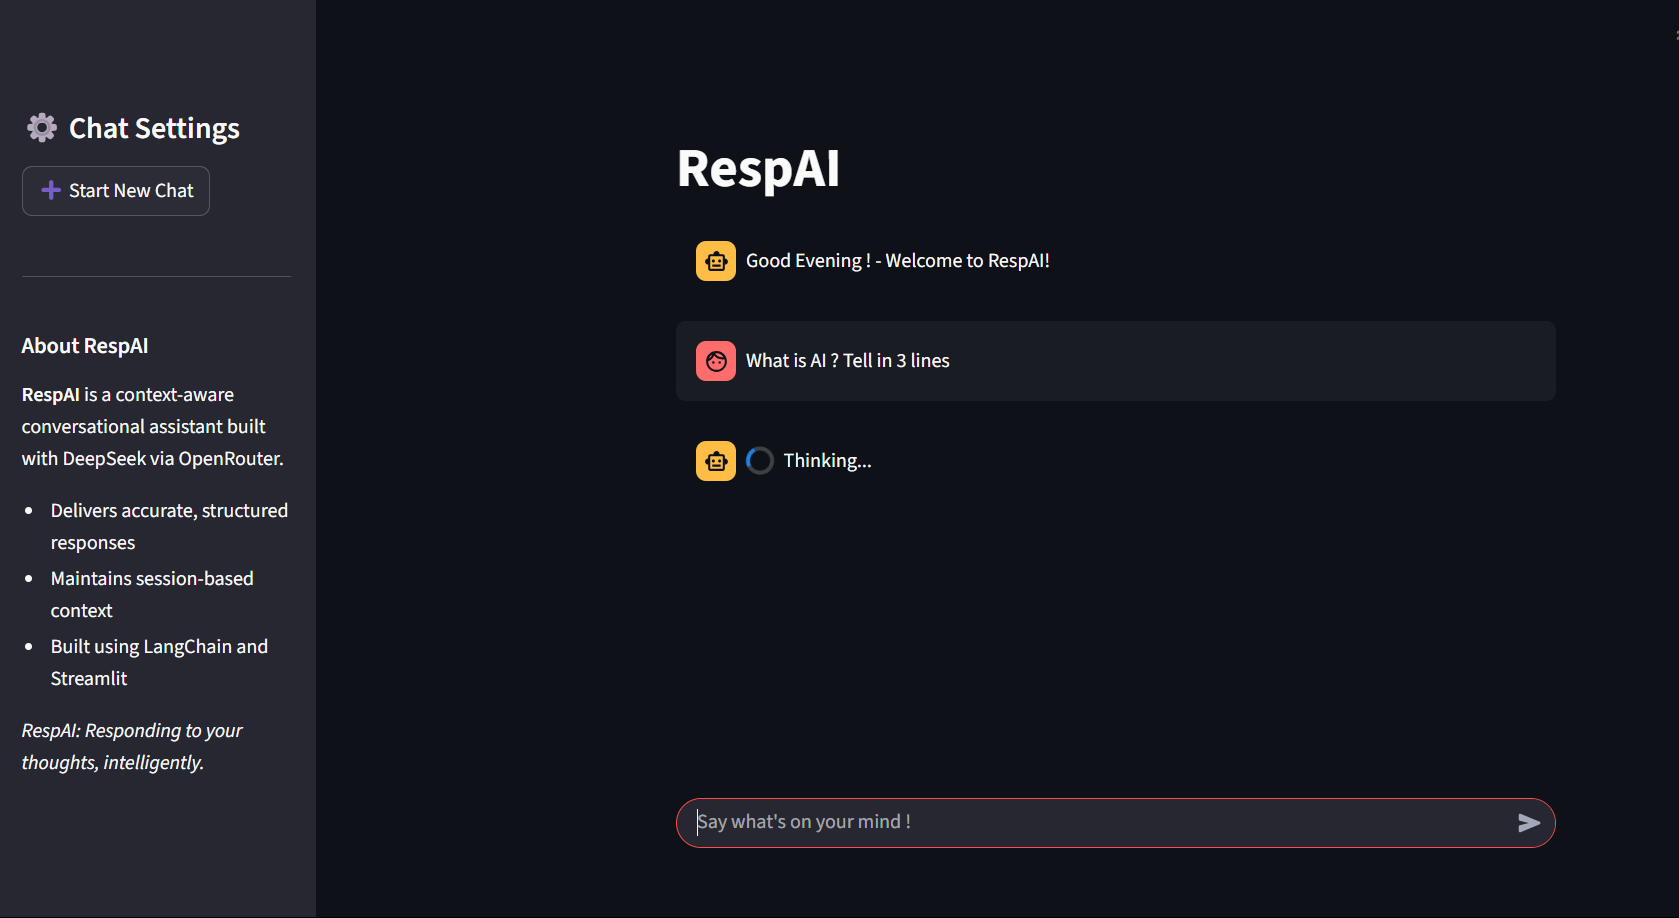 Chat Settings
Start New Chat
About RespAI
RespAI is a context-aware
conversational assistant built
with DeepSeek via OpenRouter.
Delivers accurate, structured
responses
Maintains session-based
context
Built using LangChain and
Streamlit
RespAI: Responding to your
thoughts, intelligently.
RespAI
Good Evening ! - Welcome to RespAI!
What is AI ? Tell in 3 lines
Thinking...
Say what's on your mind !